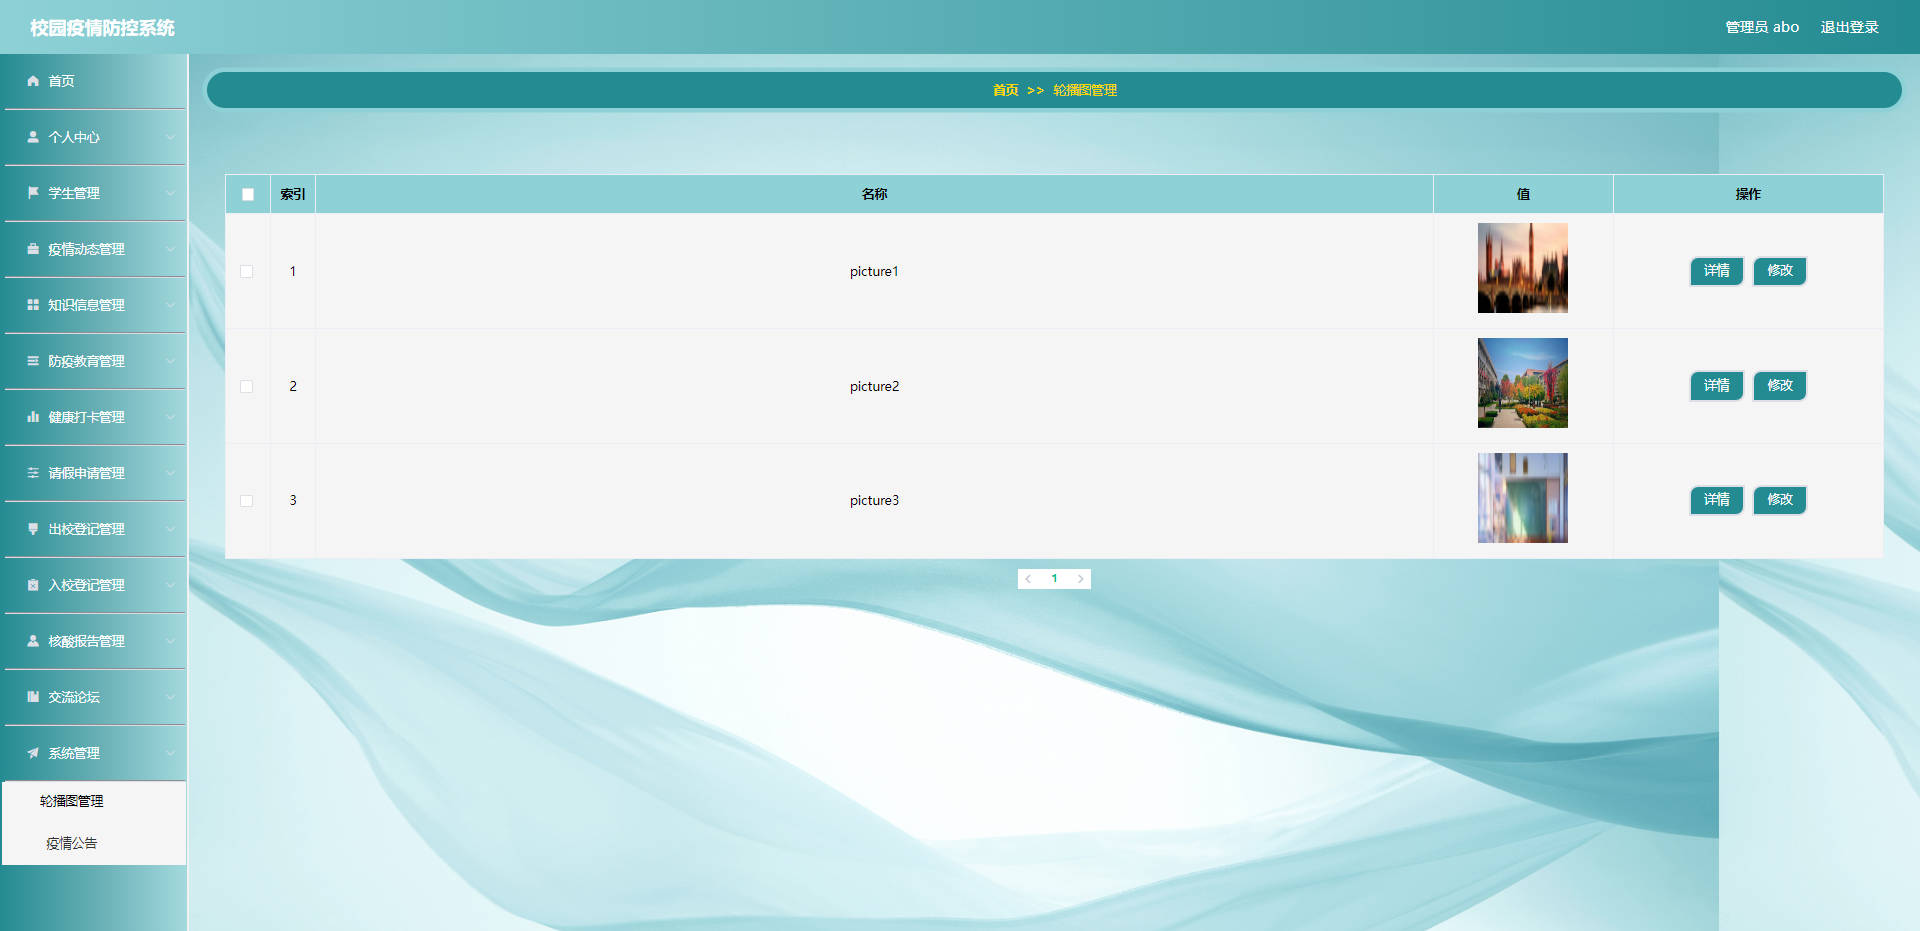 校园疫情防控系统
管理员 abo 退出登录
首页
个人中心
学生管理
疫情动态管理
知识信息管理
防疫教育管理
健康打卡管理
请假申请管理
出校登记管理
入校登记管理
核酸报告管理
交流论坛
系统管理
轮播图管理
疫情公告
首页 >> 轮播图管理
索引 名称 值 操作
1 picture1 详情 修改
2 picture2 详情 修改
3 picture3 详情 修改
< 1 >